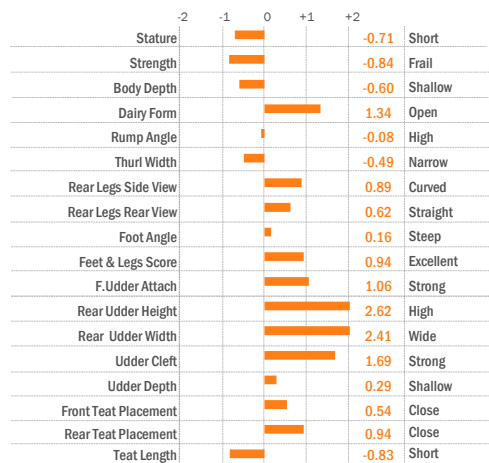 -2 -1 0 +1 +2
Stature -0.71 Short
Strength -0.84 Frail
Body Depth -0.60 Shallow
Dairy Form 1.34 Open
Rump Angle -0.08 High
Thurl Width -0.49 Narrow
Rear Legs Side View 0.89 Curved
Rear Legs Rear View 0.62 Straight
Foot Angle 0.16 Steep
Feet & Legs Score 0.94 Excellent
F.Udder Attach 1.06 Strong
Rear Udder Height 2.62 High
Rear Udder Width 2.41 Wide
Udder Cleft 1.69 Strong
Udder Depth 0.29 Shallow
Front Teat Placement 0.54 Close
Rear Teat Placement 0.94 Close
Teat Length -0.83 Short